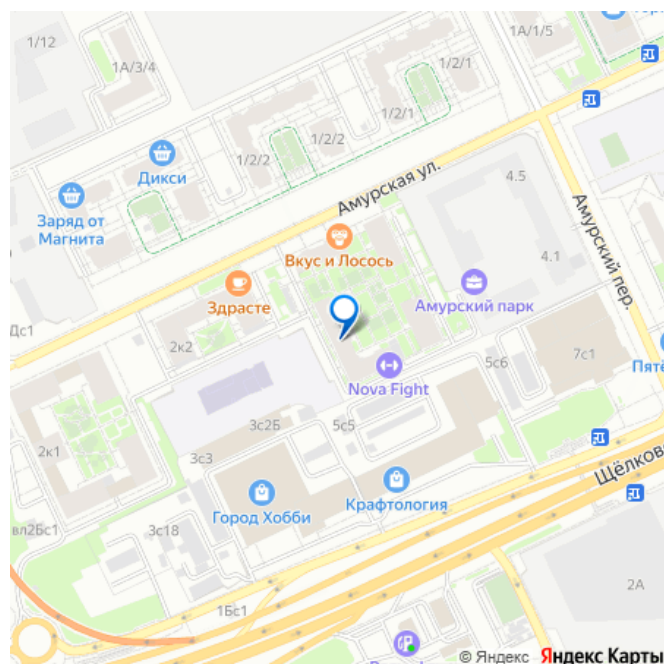 1/12
1А/3/4
1/2/1
1/2/1
1/2/2
1/2/2
1А/1/5
Дикси
Заряд от
Магнита
Амурская ул.
4.5
4.1
Амурский пер.
Вкус и Лосось
Здрасте
Амурский парк
Дс1
2к2
Nova Fight
5с6
7с1
2к1
3с2Б
5с5
3с3
Город Хобби
Крафтология
вл2Бс1
3с18
1Бс1
2А
© Яндекс Яндекс Карты